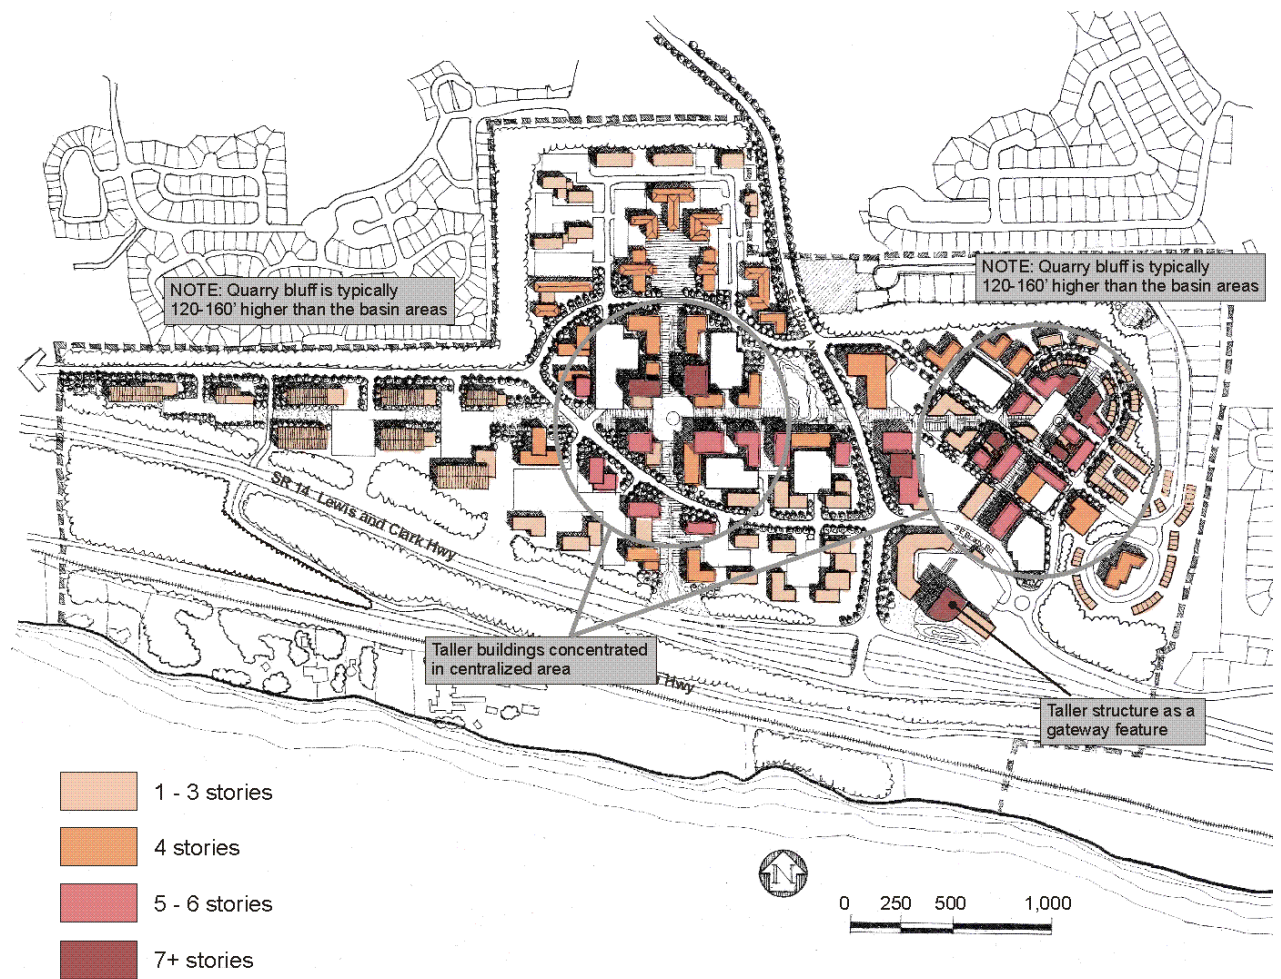 NOTE: Quarry bluff is typically
120-160' higher than the basin areas
NOTE: Quarry bluff is typically
120-160' higher than the basin areas
SR 14 Lewis and Clark Hwy
Hwy
Taller buildings concentrated
in centralized area
Taller structure as a
gateway feature
1 - 3 stories
4 stories
5 - 6 stories
7+ stories
N
0 250 500 1,000